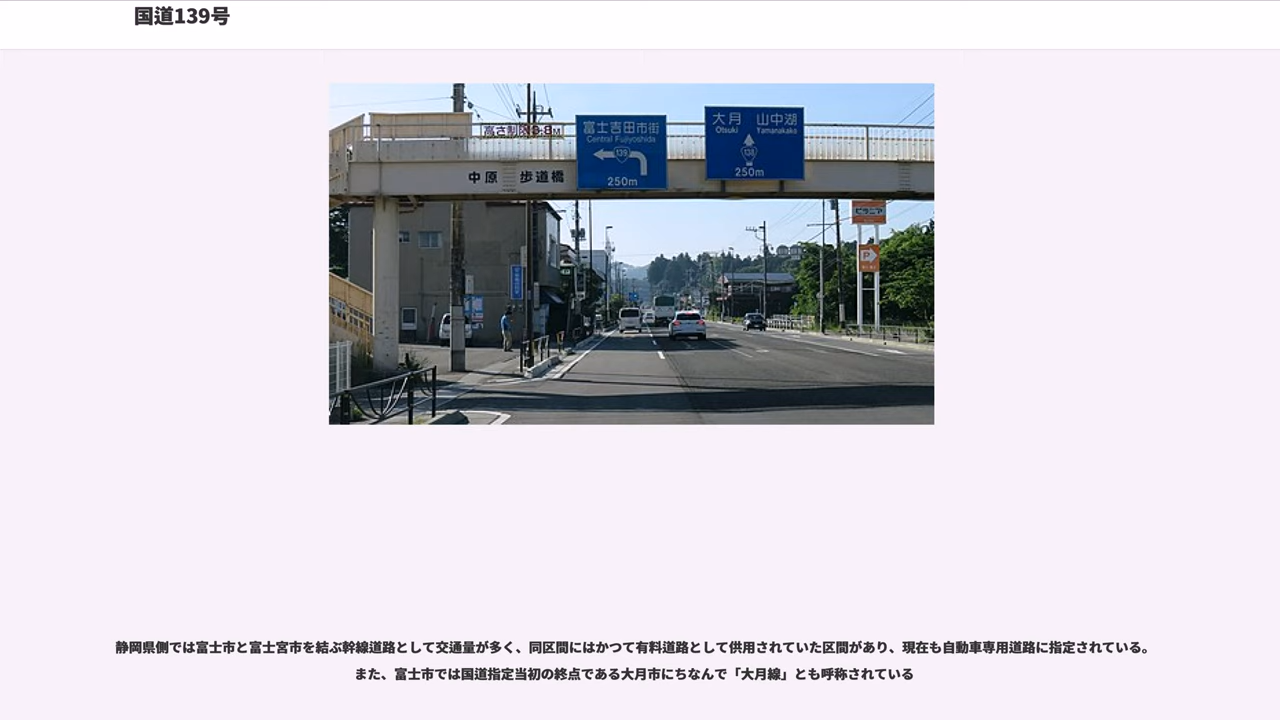 国道139号
大月 山中湖
Otsuki Yamanakako
138
250m
富士吉田市街
Central Fujiyoshida
139
250m
中原 歩道橋
P
静岡県側では富士市と富士宮市を結ぶ幹線道路として交通量が多く、同区間にはかつて有料道路として供用されていた区間があり、現在も自動車専用道路に指定されている。
また、富士市では国道指定当初の終点である大月市にちなんで「大月線」とも呼称されている